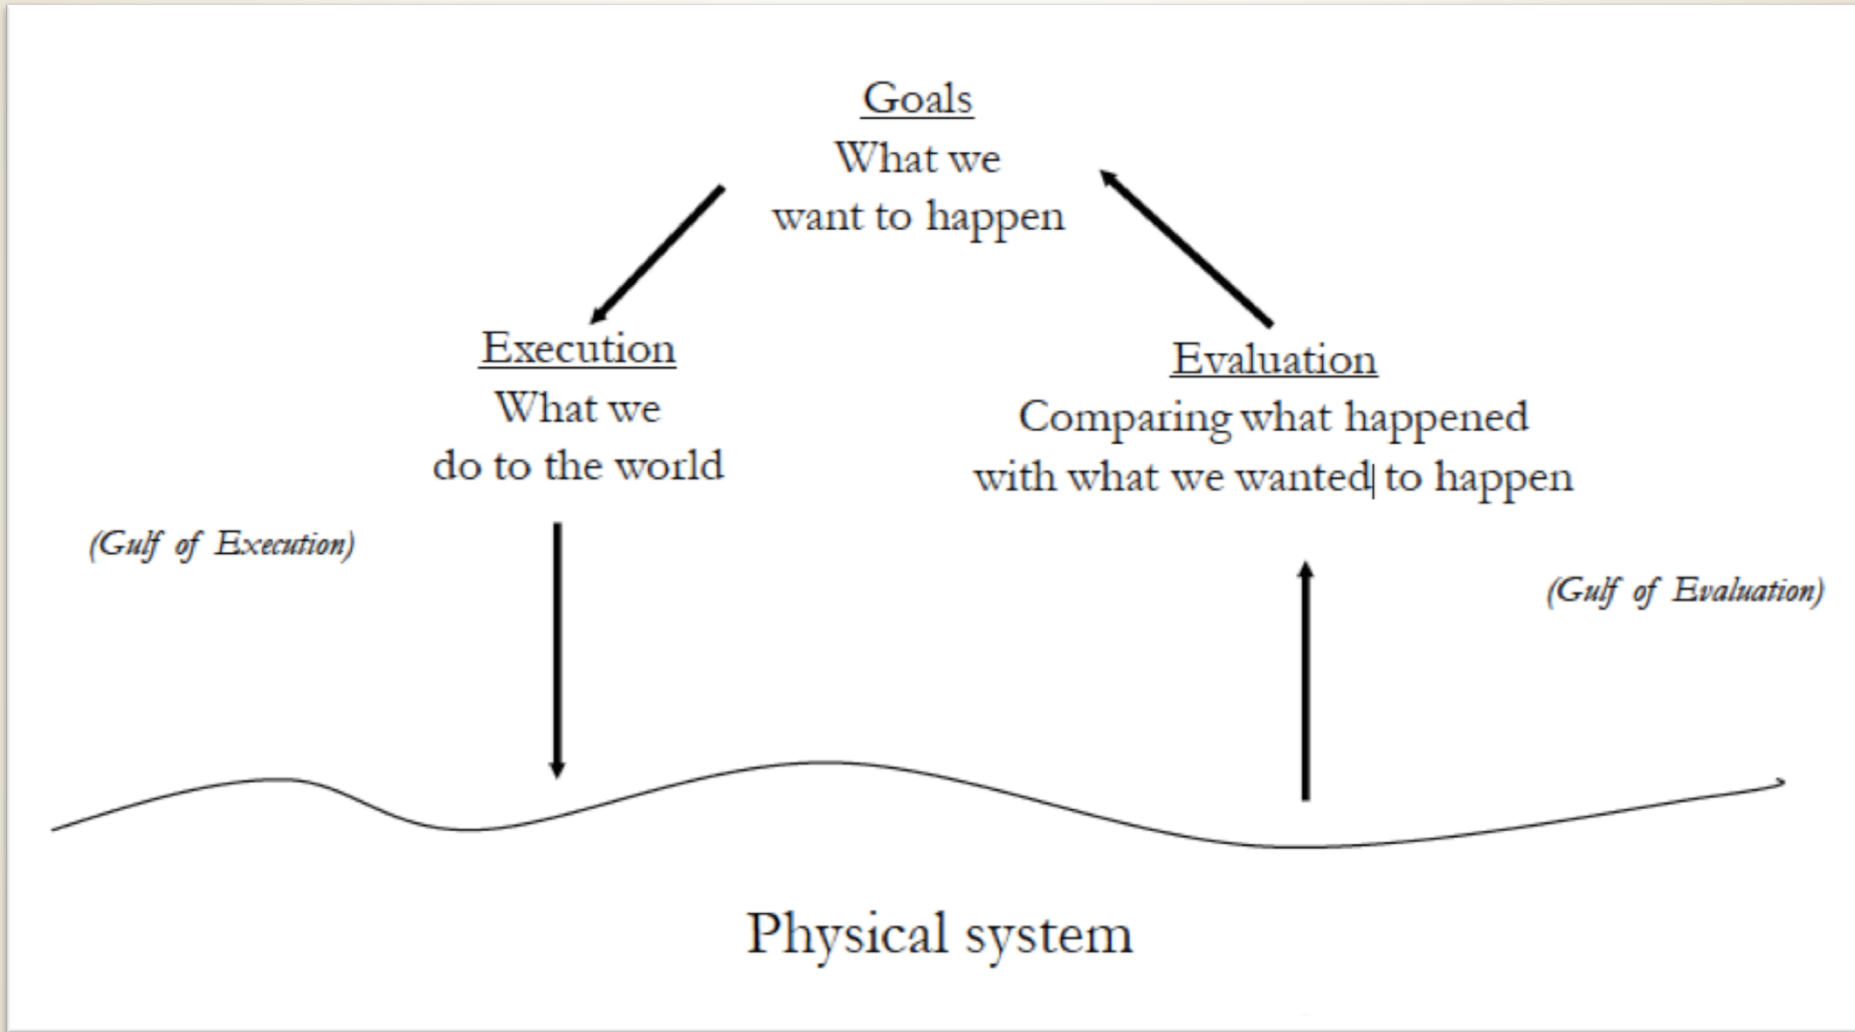 Goals
What we
want to happen
Execution
What we
do to the world
Evaluation
Comparing what happened
with what we wanted to happen
(Gulf of Execution)
(Gulf of Evaluation)
Physical system